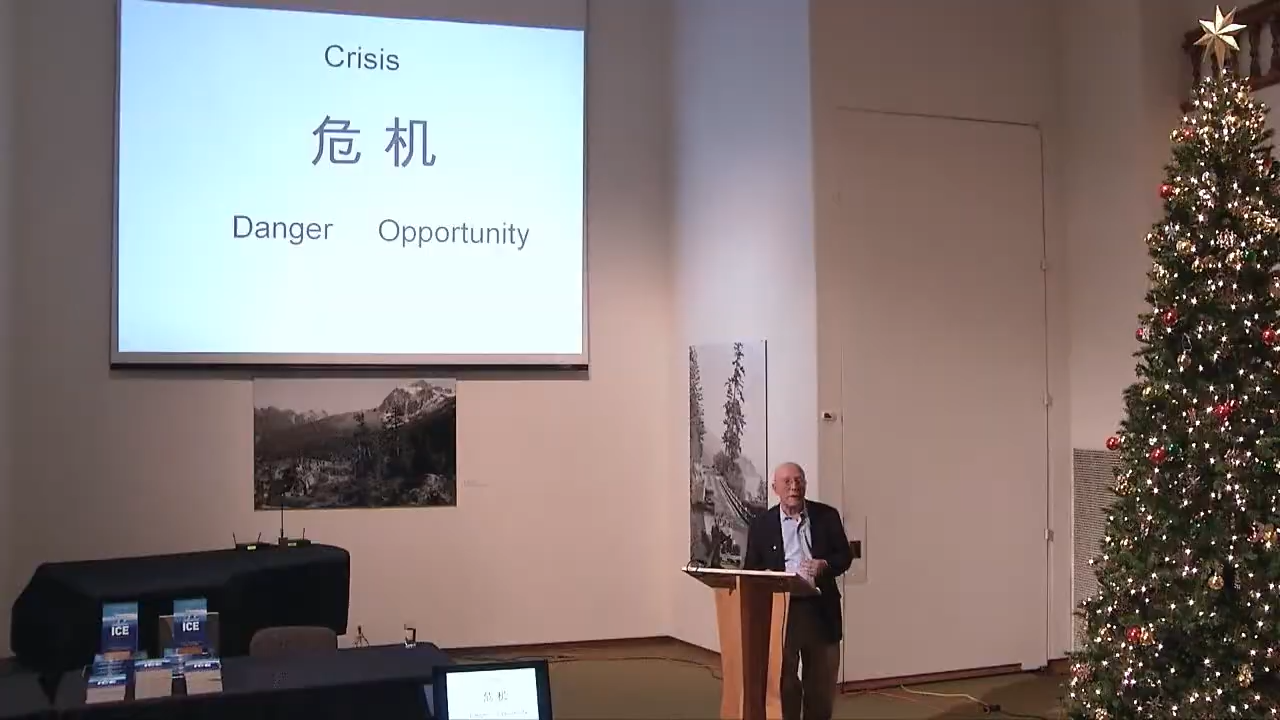 Crisis
危 机
Danger Opportunity
ICE
ICE
危 机